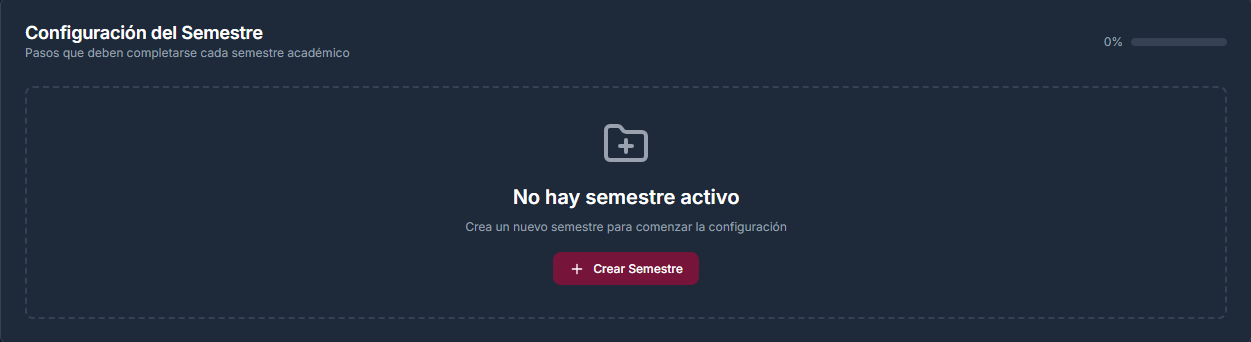 Configuración del Semestre
Pasos que deben completarse cada semestre académico
0%
No hay semestre activo
Crea un nuevo semestre para comenzar la configuración
Crear Semestre